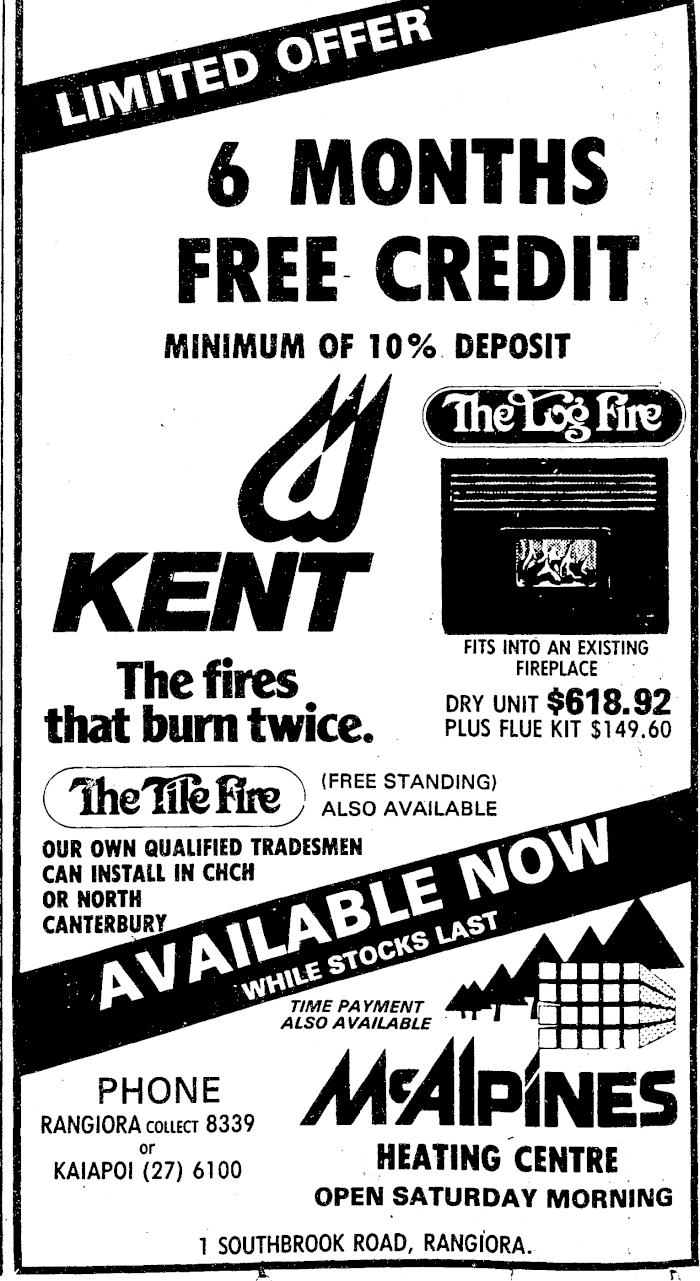 LIMITED OFFER
6 MONTHS
FREE CREDIT
MINIMUM OF 10% DEPOSIT
The Log Fire
KENT
FITS INTO AN EXISTING
FIREPLACE
The fires
that burn twice.
DRY UNIT $618.92
PLUS FLUE KIT $149.60
The Tile Fire
(FREE STANDING)
ALSO AVAILABLE
OUR OWN QUALIFIED TRADESMEN
CAN INSTALL IN CHCH
OR NORTH
CANTERBURY
AVAILABLE NOW
WHILE STOCKS LAST
TIME PAYMENT
ALSO AVAILABLE
McALPINES
HEATING CENTRE
OPEN SATURDAY MORNING
PHONE
RANGIORA COLLECT 8339
or
KAIAPOI (27) 6100
1 SOUTHBROOK ROAD, RANGIORA.